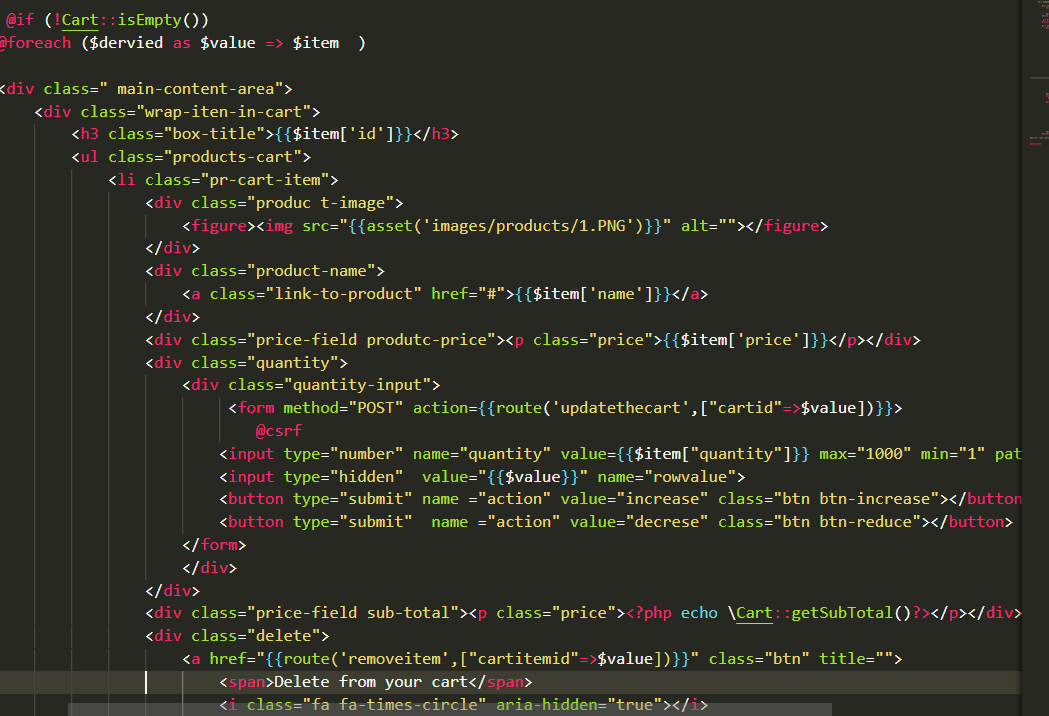 @if (!Cart::isEmpty())
@foreach ($dervied as $value => $item  )
<div class=" main-content-area">
<div class="wrap-iten-in-cart">
<h3 class="box-title">{{$item['id']}}</h3>
<ul class="products-cart">
<li class="pr-cart-item">
<div class="produc t-image">
<figure><img src="{{asset('images/products/1.PNG')}}" alt=""></figure>
</div>
<div class="product-name">
<a class="link-to-product" href="#">{{$item['name']}}</a>
</div>
<div class="price-field produtc-price"><p class="price">{{$item['price']}}</p></div>
<div class="quantity">
<div class="quantity-input">
<form method="POST" action={{route('updatethecart',["cartid"=>$value])}}>
@csrf
<input type="number" name="quantity" value={{$item["quantity"]}} max="1000" min="1" pat
<input type="hidden"  value="{{$value}}" name="rowvalue">
<button type="submit" name ="action" value="increase" class="btn btn-increase"></button
<button type="submit"  name ="action" value="decrese" class="btn btn-reduce"></button>
</form>
</div>
</div>
<div class="price-field sub-total"><p class="price"><?php echo \Cart::getSubTotal()?></p></div>
<div class="delete">
<a href="{{route('removeitem',["cartitemid"=>$value])}}" class="btn" title="">
<span>Delete from your cart</span>
<i class="fa fa-times-circle" aria-hidden="true"></i>